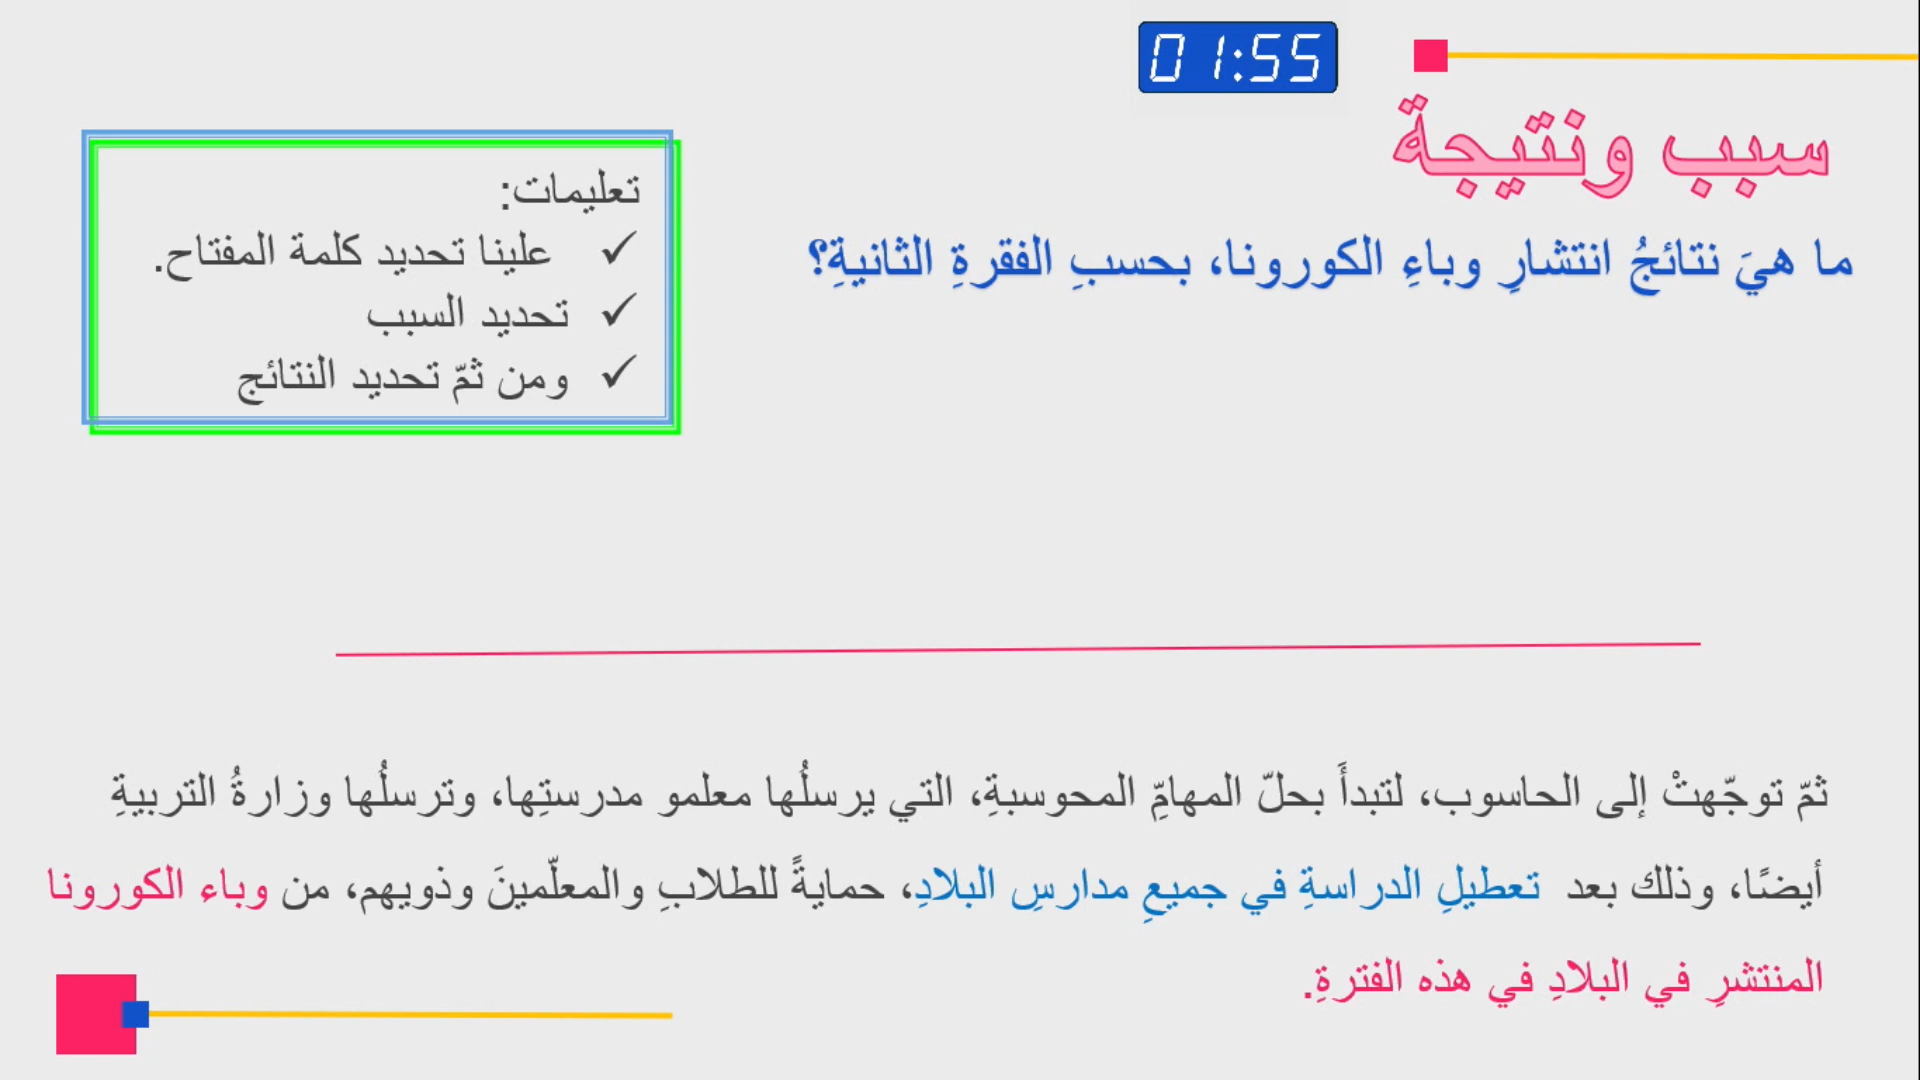 01:55
سبب ونتيجة
ما هيَ نتائجُ انتشارِ وباءِ الكورونا، بحسبِ الفقرةِ الثانيةِ؟
تعليمات:
✓ علينا تحديد كلمة المفتاح.
✓ تحديد السبب
✓ ومن ثمّ تحديد النتائج
ثمّ توجّهتْ إلى الحاسوب، لتبدأَ بحلّ المهامِّ المحوسبةِ، التي يرسلُها معلمو مدرستِها، وترسلُها وزارةُ التربيةِ
أيضًا، وذلك بعد تعطيلِ الدراسةِ في جميعِ مدارسِ البلادِ، حمايةً للطلابِ والمعلّمينَ وذويهم، من وباء الكورونا
المنتشرِ في البلادِ في هذه الفترةِ.